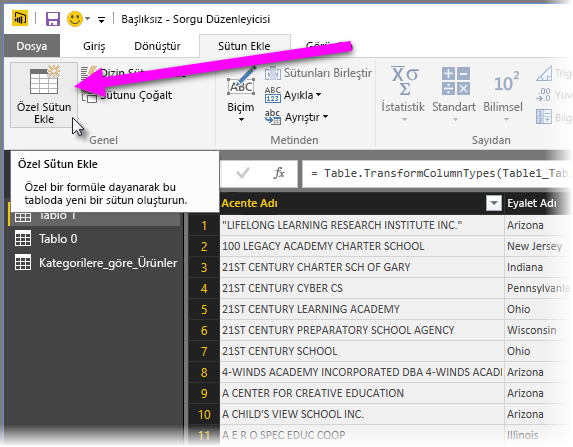 Başlıksız - Sorgu Düzenleyicisi
Dosya
Giriş
Dönüştür
Sütun Ekle
Özel Sütun
Ekle
Dizin
Sütunu Çoğalt
Genel
Biçim
Sütunları Birleştir
Ayıkla
Ayrıştır
Metinden
İstatistik
Standart
Bilimsel
Sayıdan
Özel Sütun Ekle
Özel bir formüle dayanarak bu
tabloda yeni bir sütun oluşturun.
Tablo 1
Tablo 0
Kategorilere_göre_Ürünler
fx
= Table.TransformColumnTypes(Table1_Tabl
Acente Adı
Eyalet Adı
1 "LIFELONG LEARNING RESEARCH INSTITUTE INC." Arizona
2 100 LEGACY ACADEMY CHARTER SCHOOL New Jersey
3 21ST CENTURY CHARTER SCH OF GARY Indiana
4 21ST CENTURY CYBER CS Pennsylvania
5 21ST CENTURY LEARNING ACADEMY Ohio
6 21ST CENTURY PREPARATORY SCHOOL AGENCY Wisconsin
7 21ST CENTURY SCHOOL Ohio
8 4-WINDS ACADEMY INCORPORATED DBA 4-WINDS ACADE Arizona
9 A CENTER FOR CREATIVE EDUCATION Arizona
10 A CHILD'S VIEW SCHOOL INC. Arizona
11 A E R O SPEC EDUC COOP Illinois